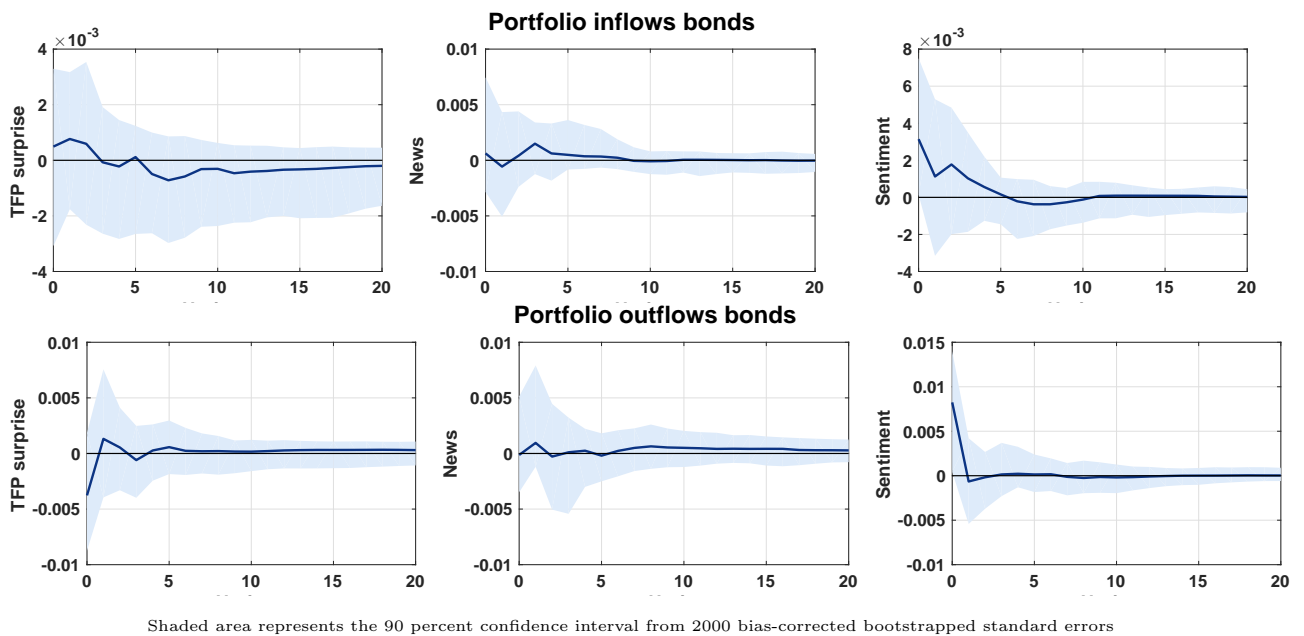 Portfolio inflows bonds
×10⁻³
4
2
0
-2
-4
TFP surprise
0 5 10 15 20
0.01
0.005
0
-0.005
-0.01
News
0 5 10 15 20
×10⁻³
8
6
4
2
0
-2
-4
Sentiment
0 5 10 15 20
Portfolio outflows bonds
0.01
0.005
0
-0.005
-0.01
TFP surprise
0 5 10 15 20
0.01
0.005
0
-0.005
-0.01
News
0 5 10 15 20
0.015
0.01
0.005
0
-0.005
-0.01
Sentiment
0 5 10 15 20
Shaded area represents the 90 percent confidence interval from 2000 bias-corrected bootstrapped standard errors